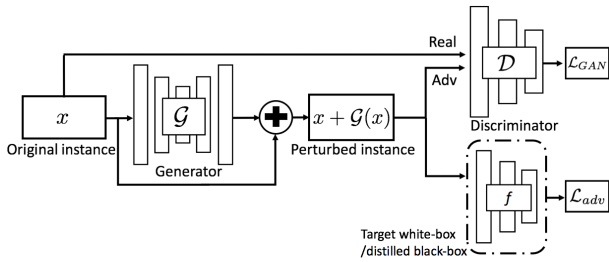 Real
Adv
x
Original instance
𝒢
Generator
x + 𝒢(x)
Perturbed instance
𝒟
Discriminator
ℒ_GAN
f
ℒ_adv
Target white-box
/distilled black-box